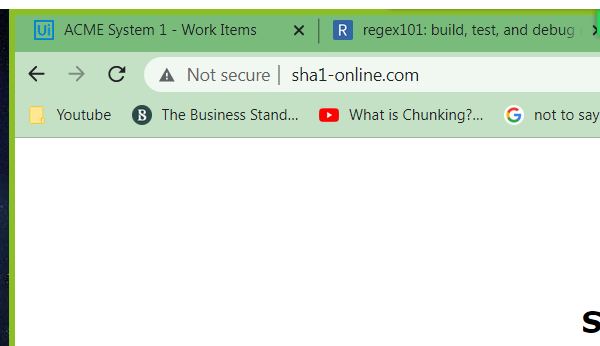 Ui ACME System 1 - Work Items R regex101: build, test, and debug
Not secure sha1-online.com
Youtube B The Business Stand... What is Chunking?... G not to say
S